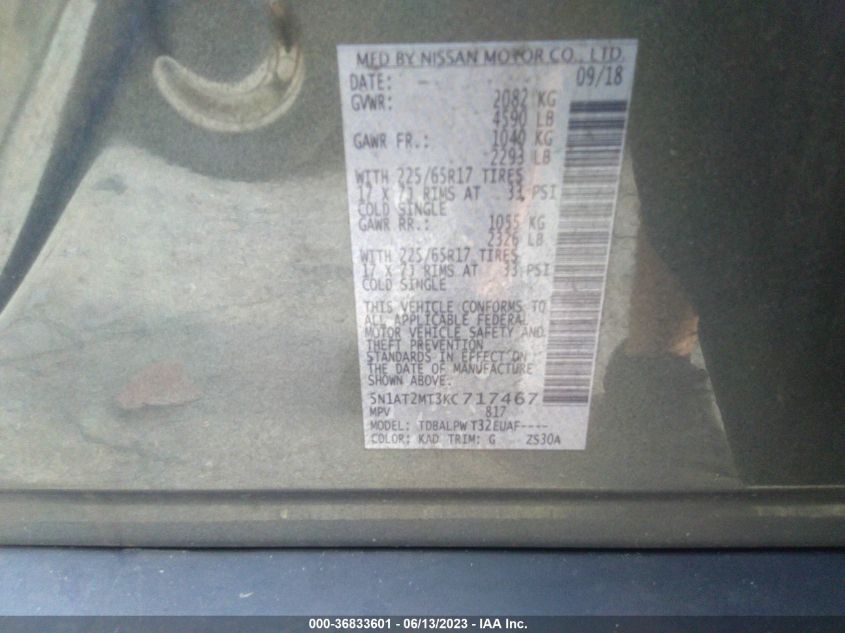 MFD BY NISSAN MOTOR CO., LTD.
DATE: 09/18
GVWR: 2082 KG
4590 LB
GAWR FR.: 1040 KG
2293 LB
WITH 225/65R17 TIRES
17 X 7J RIMS AT 33 PSI
COLD SINGLE
GAWR RR.: 1055 KG
2326 LB
WITH 225/65R17 TIRES
17 X 7J RIMS AT 33 PSI
COLD SINGLE
THIS VEHICLE CONFORMS TO
ALL APPLICABLE FEDERAL
MOTOR VEHICLE SAFETY AND
THEFT PREVENTION
STANDARDS IN EFFECT ON
THE DATE OF MANUFACTURE
SHOWN ABOVE.
5N1AT2MT3KC717467
MPV 817
MODEL: TDBALPW T32EUAF----
COLOR: KAD TRIM: G ZS30A
000-36833601 - 06/13/2023 - IAA Inc.